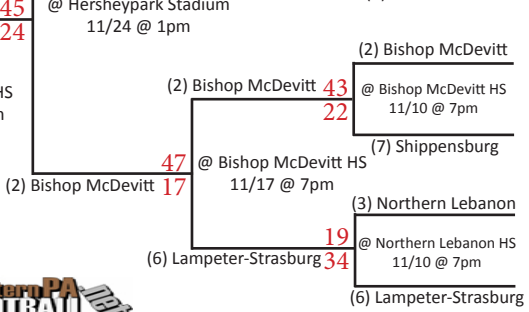 45
@ Hersheypark Stadium
24
11/24 @ 1pm
(2) Bishop McDevitt
(2) Bishop McDevitt 43
@ Bishop McDevitt HS
22
11/10 @ 7pm
HS
(7) Shippensburg
47
@ Bishop McDevitt HS
(2) Bishop McDevitt 17
11/17 @ 7pm
(3) Northern Lebanon
19
@ Northern Lebanon HS
(6) Lampeter-Strasburg 34
11/10 @ 7pm
(6) Lampeter-Strasburg
ternPA
.net